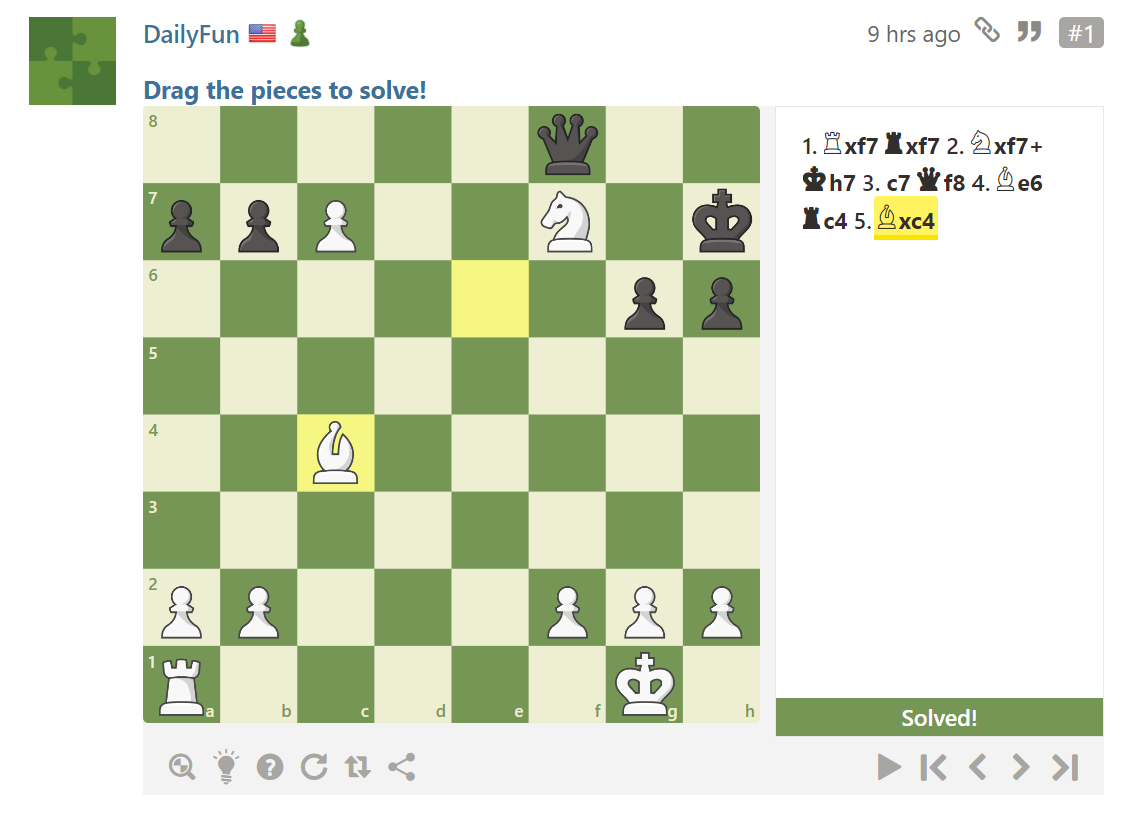 DailyFun
9 hrs ago
#1
Drag the pieces to solve!
8
7
6
5
4
3
2
1
a b c d e f g h
1. ♖xf7 ♜xf7 2. ♘xf7+
♚h7 3. c7 ♛f8 4. ♗e6
♜c4 5. ♗xc4
Solved!
?